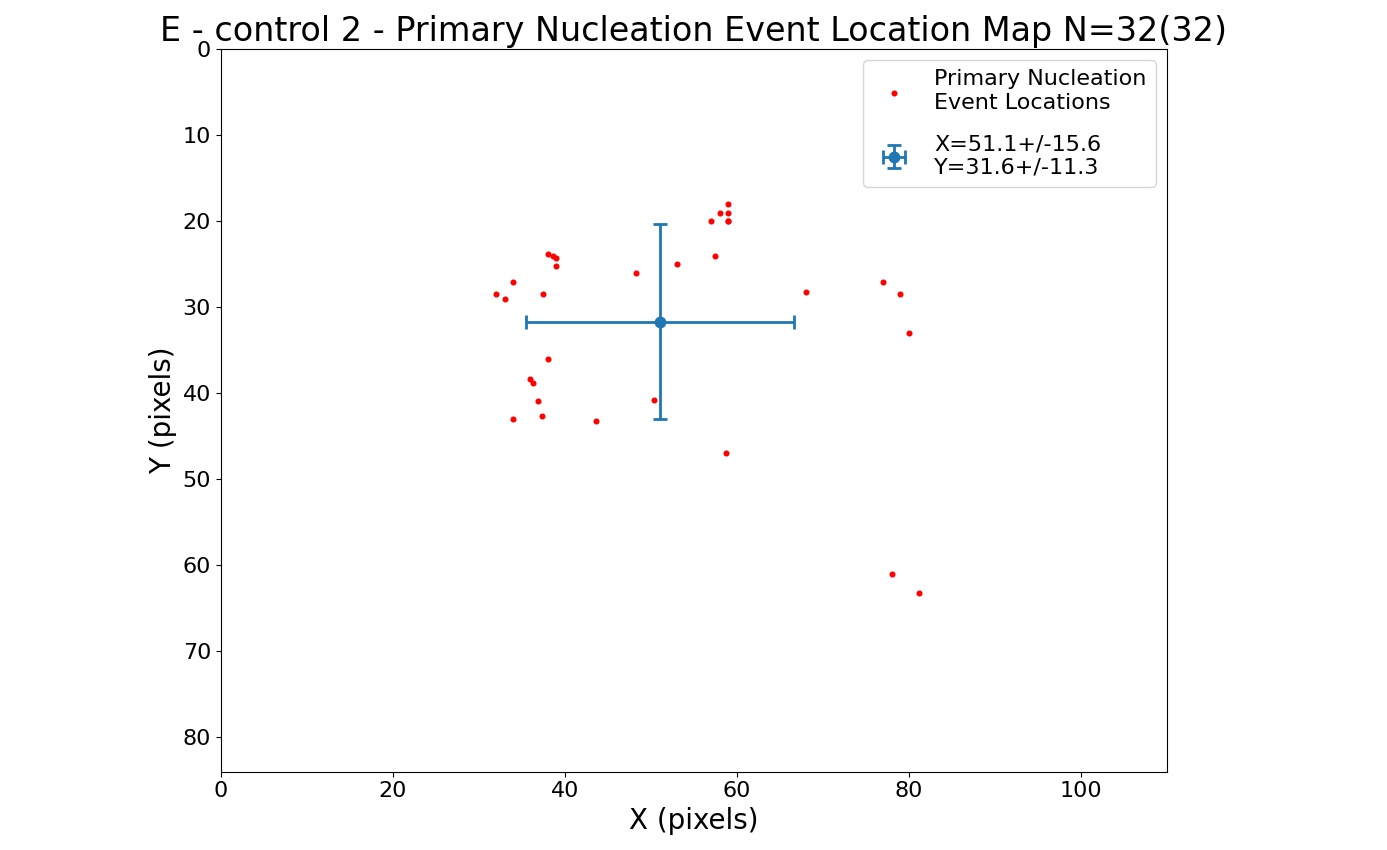 E - control 2 - Primary Nucleation Event Location Map N=32(32)
Primary Nucleation
Event Locations
X=51.1+/-15.6
Y=31.6+/-11.3
Y (pixels)
0
10
20
30
40
50
60
70
80
0 20 40 60 80 100
X (pixels)